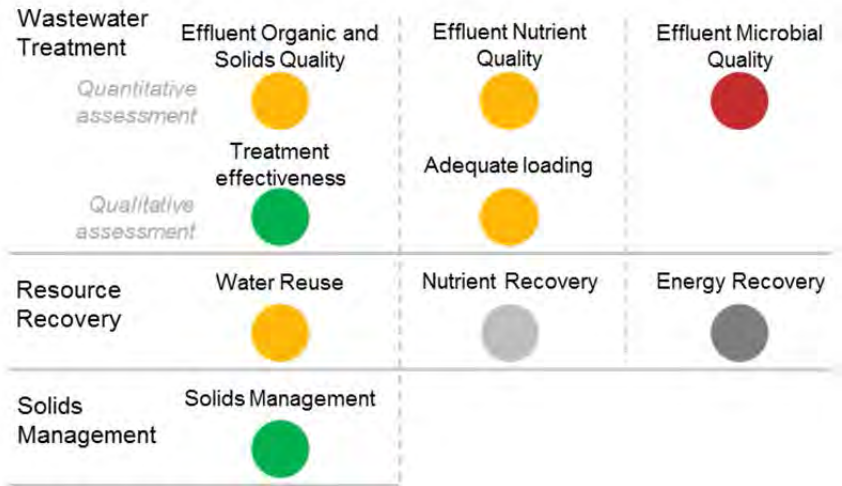 Wastewater
Treatment
Effluent Organic and
Solids Quality
Effluent Nutrient
Quality
Effluent Microbial
Quality
Quantitative
assessment
Treatment
effectiveness
Adequate loading
Qualitative
assessment
Resource
Recovery
Water Reuse
Nutrient Recovery
Energy Recovery
Solids
Management
Solids Management